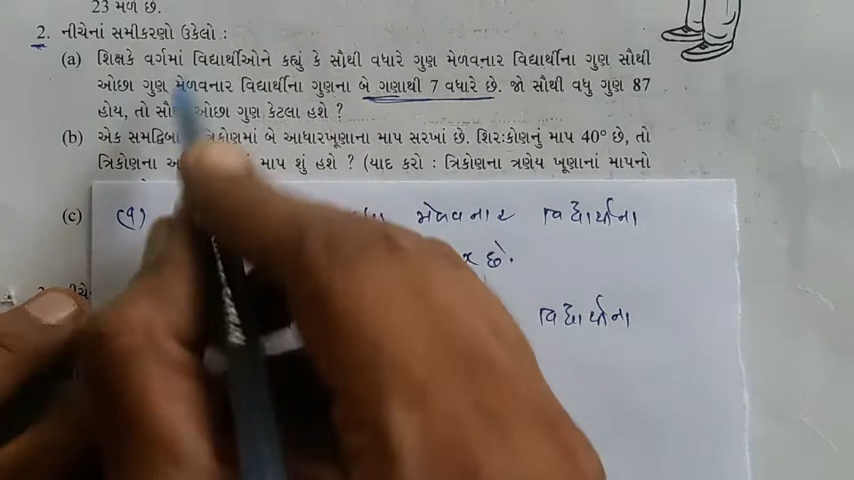 23 મળે છે.
2. નીચેનાં સમીકરણો ઉકેલો :
(a) શિક્ષકે વર્ગમાં વિદ્યાર્થીઓને કહ્યું કે સૌથી વધારે ગુણ મેળવનાર વિદ્યાર્થીના ગુણ સૌથી
ઓછા ગુણ મેળવનાર વિદ્યાર્થીના ગુણના બે ગણાથી 7 વધારે છે. જો સૌથી વધુ ગુણ 87
હોય, તો ઓછા ગુણ કેટલા હશે ?
(b) એક ત્રિકોણમાં બે આધારખૂણાના માપ સરખાં છે. શિરઃકોણનું માપ 40° છે, તો
ત્રિકોણના માપ શું હશે ? (યાદ કરો : ત્રિકોણના ત્રણેય ખૂણાનાં માપનો
(c) (૧) મેળવનાર વિદ્યાર્થીના
છે.
વિદ્યાર્થીના